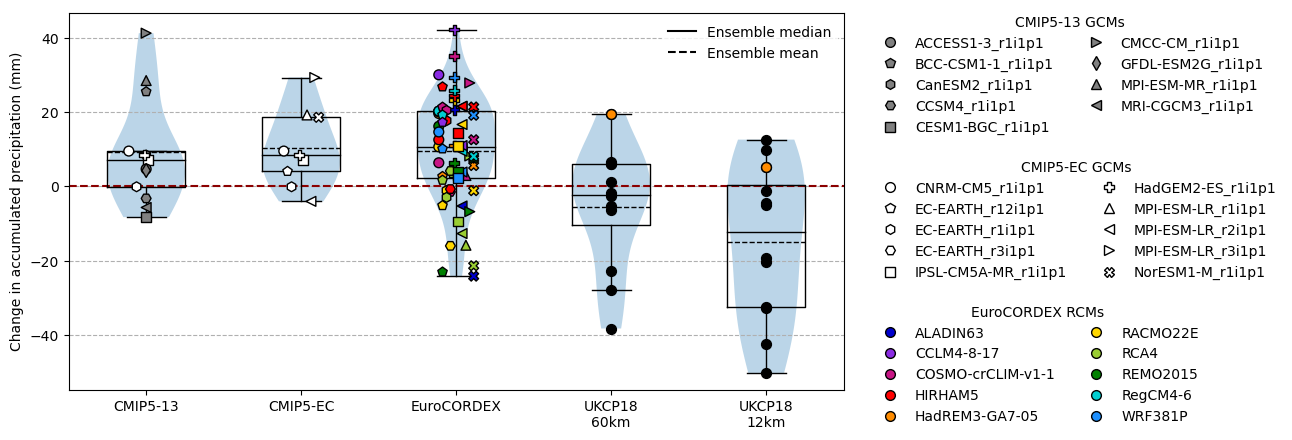 Change in accumulated precipitation (mm)
40
20
0
−20
−40
Ensemble median
Ensemble mean
CMIP5-13
CMIP5-EC
EuroCORDEX
UKCP18
60km
UKCP18
12km
CMIP5-13 GCMs
ACCESS1-3_r1i1p1
BCC-CSM1-1_r1i1p1
CanESM2_r1i1p1
CCSM4_r1i1p1
CESM1-BGC_r1i1p1
CMCC-CM_r1i1p1
GFDL-ESM2G_r1i1p1
MPI-ESM-MR_r1i1p1
MRI-CGCM3_r1i1p1
CMIP5-EC GCMs
CNRM-CM5_r1i1p1
EC-EARTH_r12i1p1
EC-EARTH_r1i1p1
EC-EARTH_r3i1p1
IPSL-CM5A-MR_r1i1p1
HadGEM2-ES_r1i1p1
MPI-ESM-LR_r1i1p1
MPI-ESM-LR_r2i1p1
MPI-ESM-LR_r3i1p1
NorESM1-M_r1i1p1
EuroCORDEX RCMs
ALADIN63
CCLM4-8-17
COSMO-crCLIM-v1-1
HIRHAM5
HadREM3-GA7-05
RACMO22E
RCA4
REMO2015
RegCM4-6
WRF381P